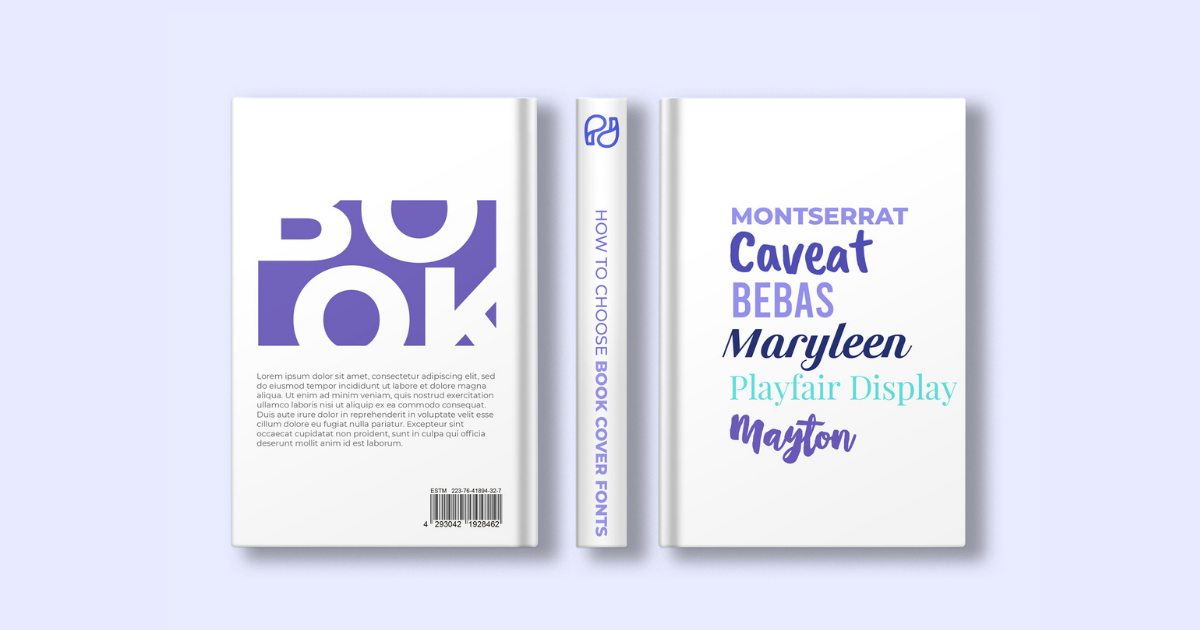 BO
OK
Lorem ipsum dolor sit amet, consectetur adipiscing elit, sed
do eiusmod tempor incididunt ut labore et dolore magna
aliqua. Ut enim ad minim veniam, quis nostrud exercitation
ullamco laboris nisi ut aliquip ex ea commodo consequat.
Duis aute irure dolor in reprehenderit in voluptate velit esse
cillum dolore eu fugiat nulla pariatur. Excepteur sint
occaecat cupidatat non proident, sunt in culpa qui officia
deserunt mollit anim id est laborum.
ESTM 223-76-41894-32-7
4 293042 1928462
HOW TO CHOOSE BOOK COVER FONTS
MONTSERRAT
Caveat
BEBAS
Maryleen
Playfair Display
Mayton